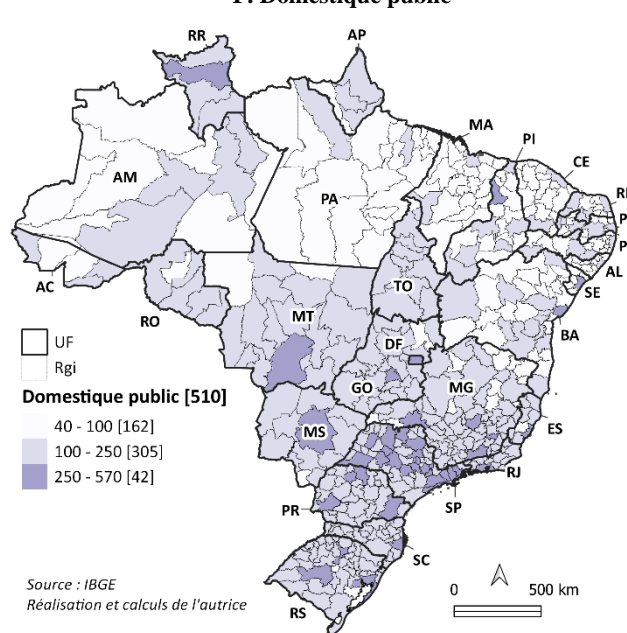 F. Domestique public
RR
AP
MA
PI
CE
AM
PA
AC
RO
TO
AL
SE
BA
MT
DF
GO
MG
MS
ES
RJ
SP
PR
SC
RS
UF
Rgi
Domestique public [510]
40 - 100 [162]
100 - 250 [305]
250 - 570 [42]
Source : IBGE
Réalisation et calculs de l'autrice
0 500 km